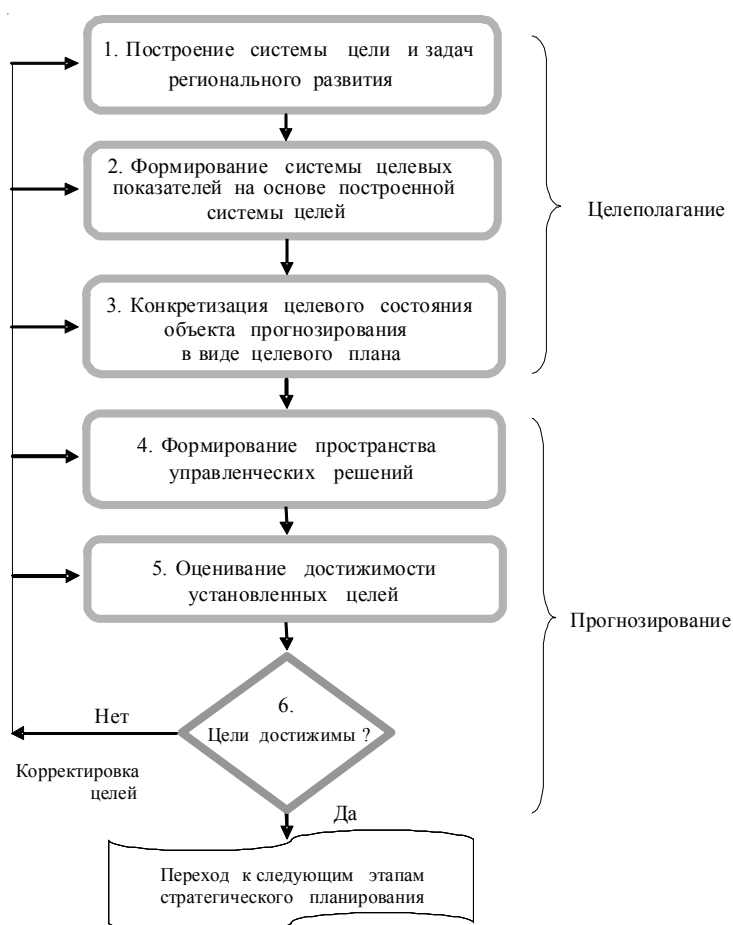 1. Построение системы цели и задач
регионального развития
2. Формирование системы целевых
показателей на основе построенной
системы целей
Целеполагание
3. Конкретизация целевого состояния
объекта прогнозирования
в виде целевого плана
4. Формирование пространства
управленческих решений
5. Оценивание достижимости
установленных целей
Прогнозирование
6.
Цели достижимы ?
Нет
Корректировка
целей
Да
Переход к следующим этапам
стратегического планирования